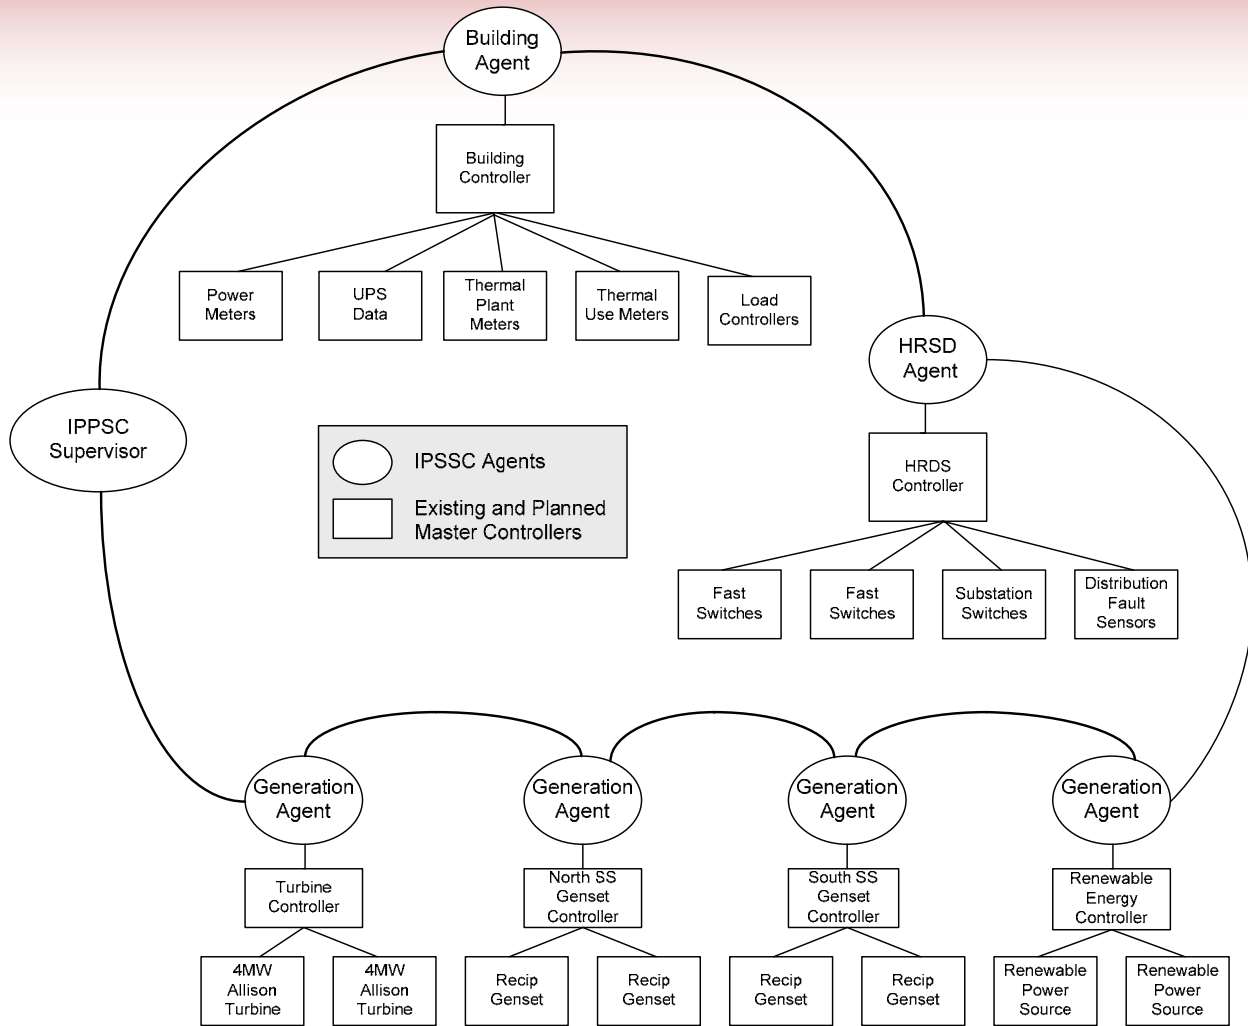 Building
Agent
Building
Controller
Power
Meters
UPS
Data
Thermal
Plant
Meters
Thermal
Use Meters
Load
Controllers
HRSD
Agent
IPPSC
Supervisor
IPSSC Agents
Existing and Planned
Master Controllers
HRDS
Controller
Fast
Switches
Fast
Switches
Substation
Switches
Distribution
Fault
Sensors
Generation
Agent
Generation
Agent
Generation
Agent
Generation
Agent
Turbine
Controller
North SS
Genset
Controller
South SS
Genset
Controller
Renewable
Energy
Controller
4MW
Allison
Turbine
4MW
Allison
Turbine
Recip
Genset
Recip
Genset
Recip
Genset
Recip
Genset
Renewable
Power
Source
Renewable
Power
Source